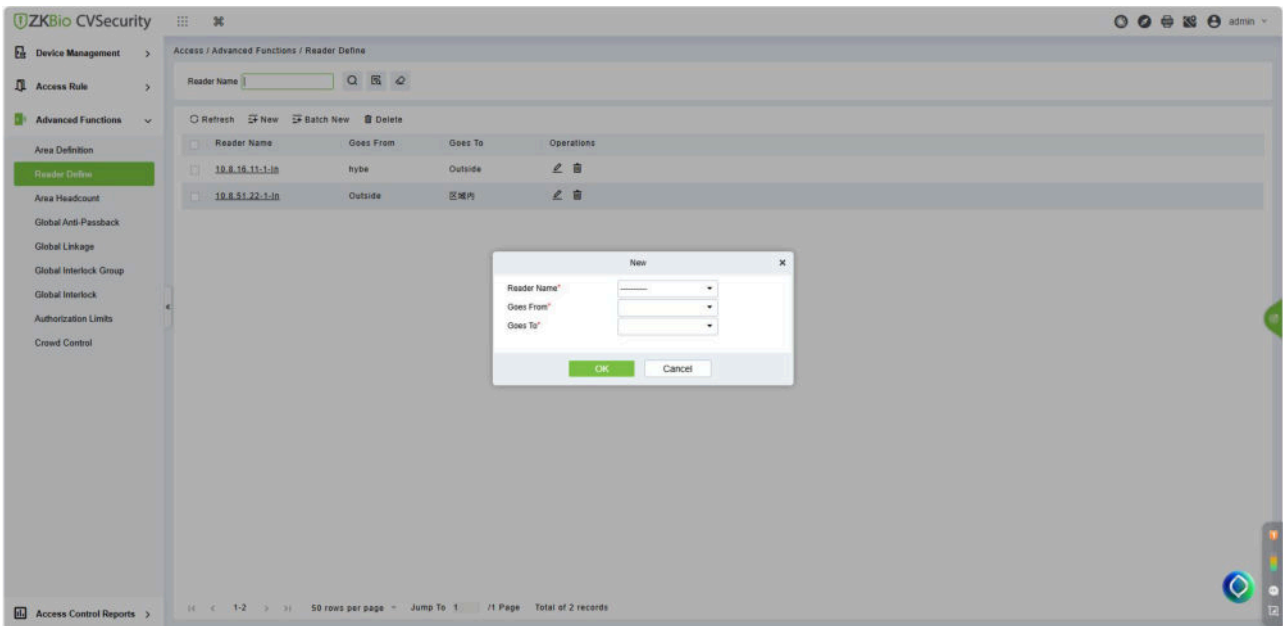 ZKBio CVSecurity
admin
Device Management
Access Rule
Advanced Functions
Area Definition
Reader Define
Area Headcount
Global Anti-Passback
Global Linkage
Global Interlock Group
Global Interlock
Authorization Limits
Crowd Control
Access Control Reports
Access / Advanced Functions / Reader Define
Reader Name
Refresh New Batch New Delete
Reader Name Goes From Goes To Operations
10.8.16.11-1-In hybe Outside
10.8.51.22-1-In Outside 区域内
New
Reader Name* ----------
Goes From*
Goes To*
OK Cancel
1-2 50 rows per page Jump To 1 /1 Page Total of 2 records